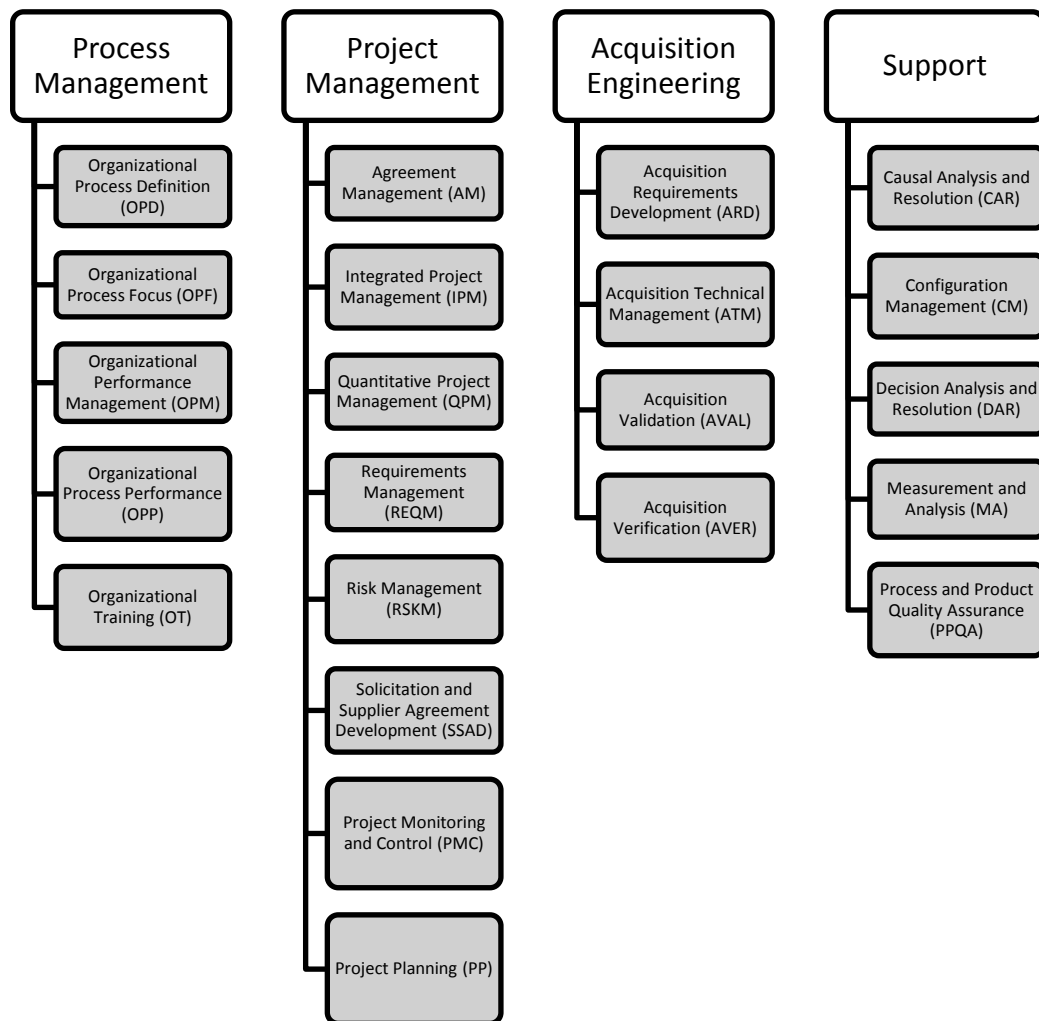 Process
Management
Organizational
Process Definition
(OPD)
Organizational
Process Focus (OPF)
Organizational
Performance
Management (OPM)
Organizational
Process Performance
(OPP)
Organizational
Training (OT)
Project
Management
Agreement
Management (AM)
Integrated Project
Management (IPM)
Quantitative Project
Management (QPM)
Requirements
Management
(REQM)
Risk Management
(RSKM)
Solicitation and
Supplier Agreement
Development (SSAD)
Project Monitoring
and Control (PMC)
Project Planning (PP)
Acquisition
Engineering
Acquisition
Requirements
Development (ARD)
Acquisition Technical
Management (ATM)
Acquisition
Validation (AVAL)
Acquisition
Verification (AVER)
Support
Causal Analysis and
Resolution (CAR)
Configuration
Management (CM)
Decision Analysis and
Resolution (DAR)
Measurement and
Analysis (MA)
Process and Product
Quality Assurance
(PPQA)